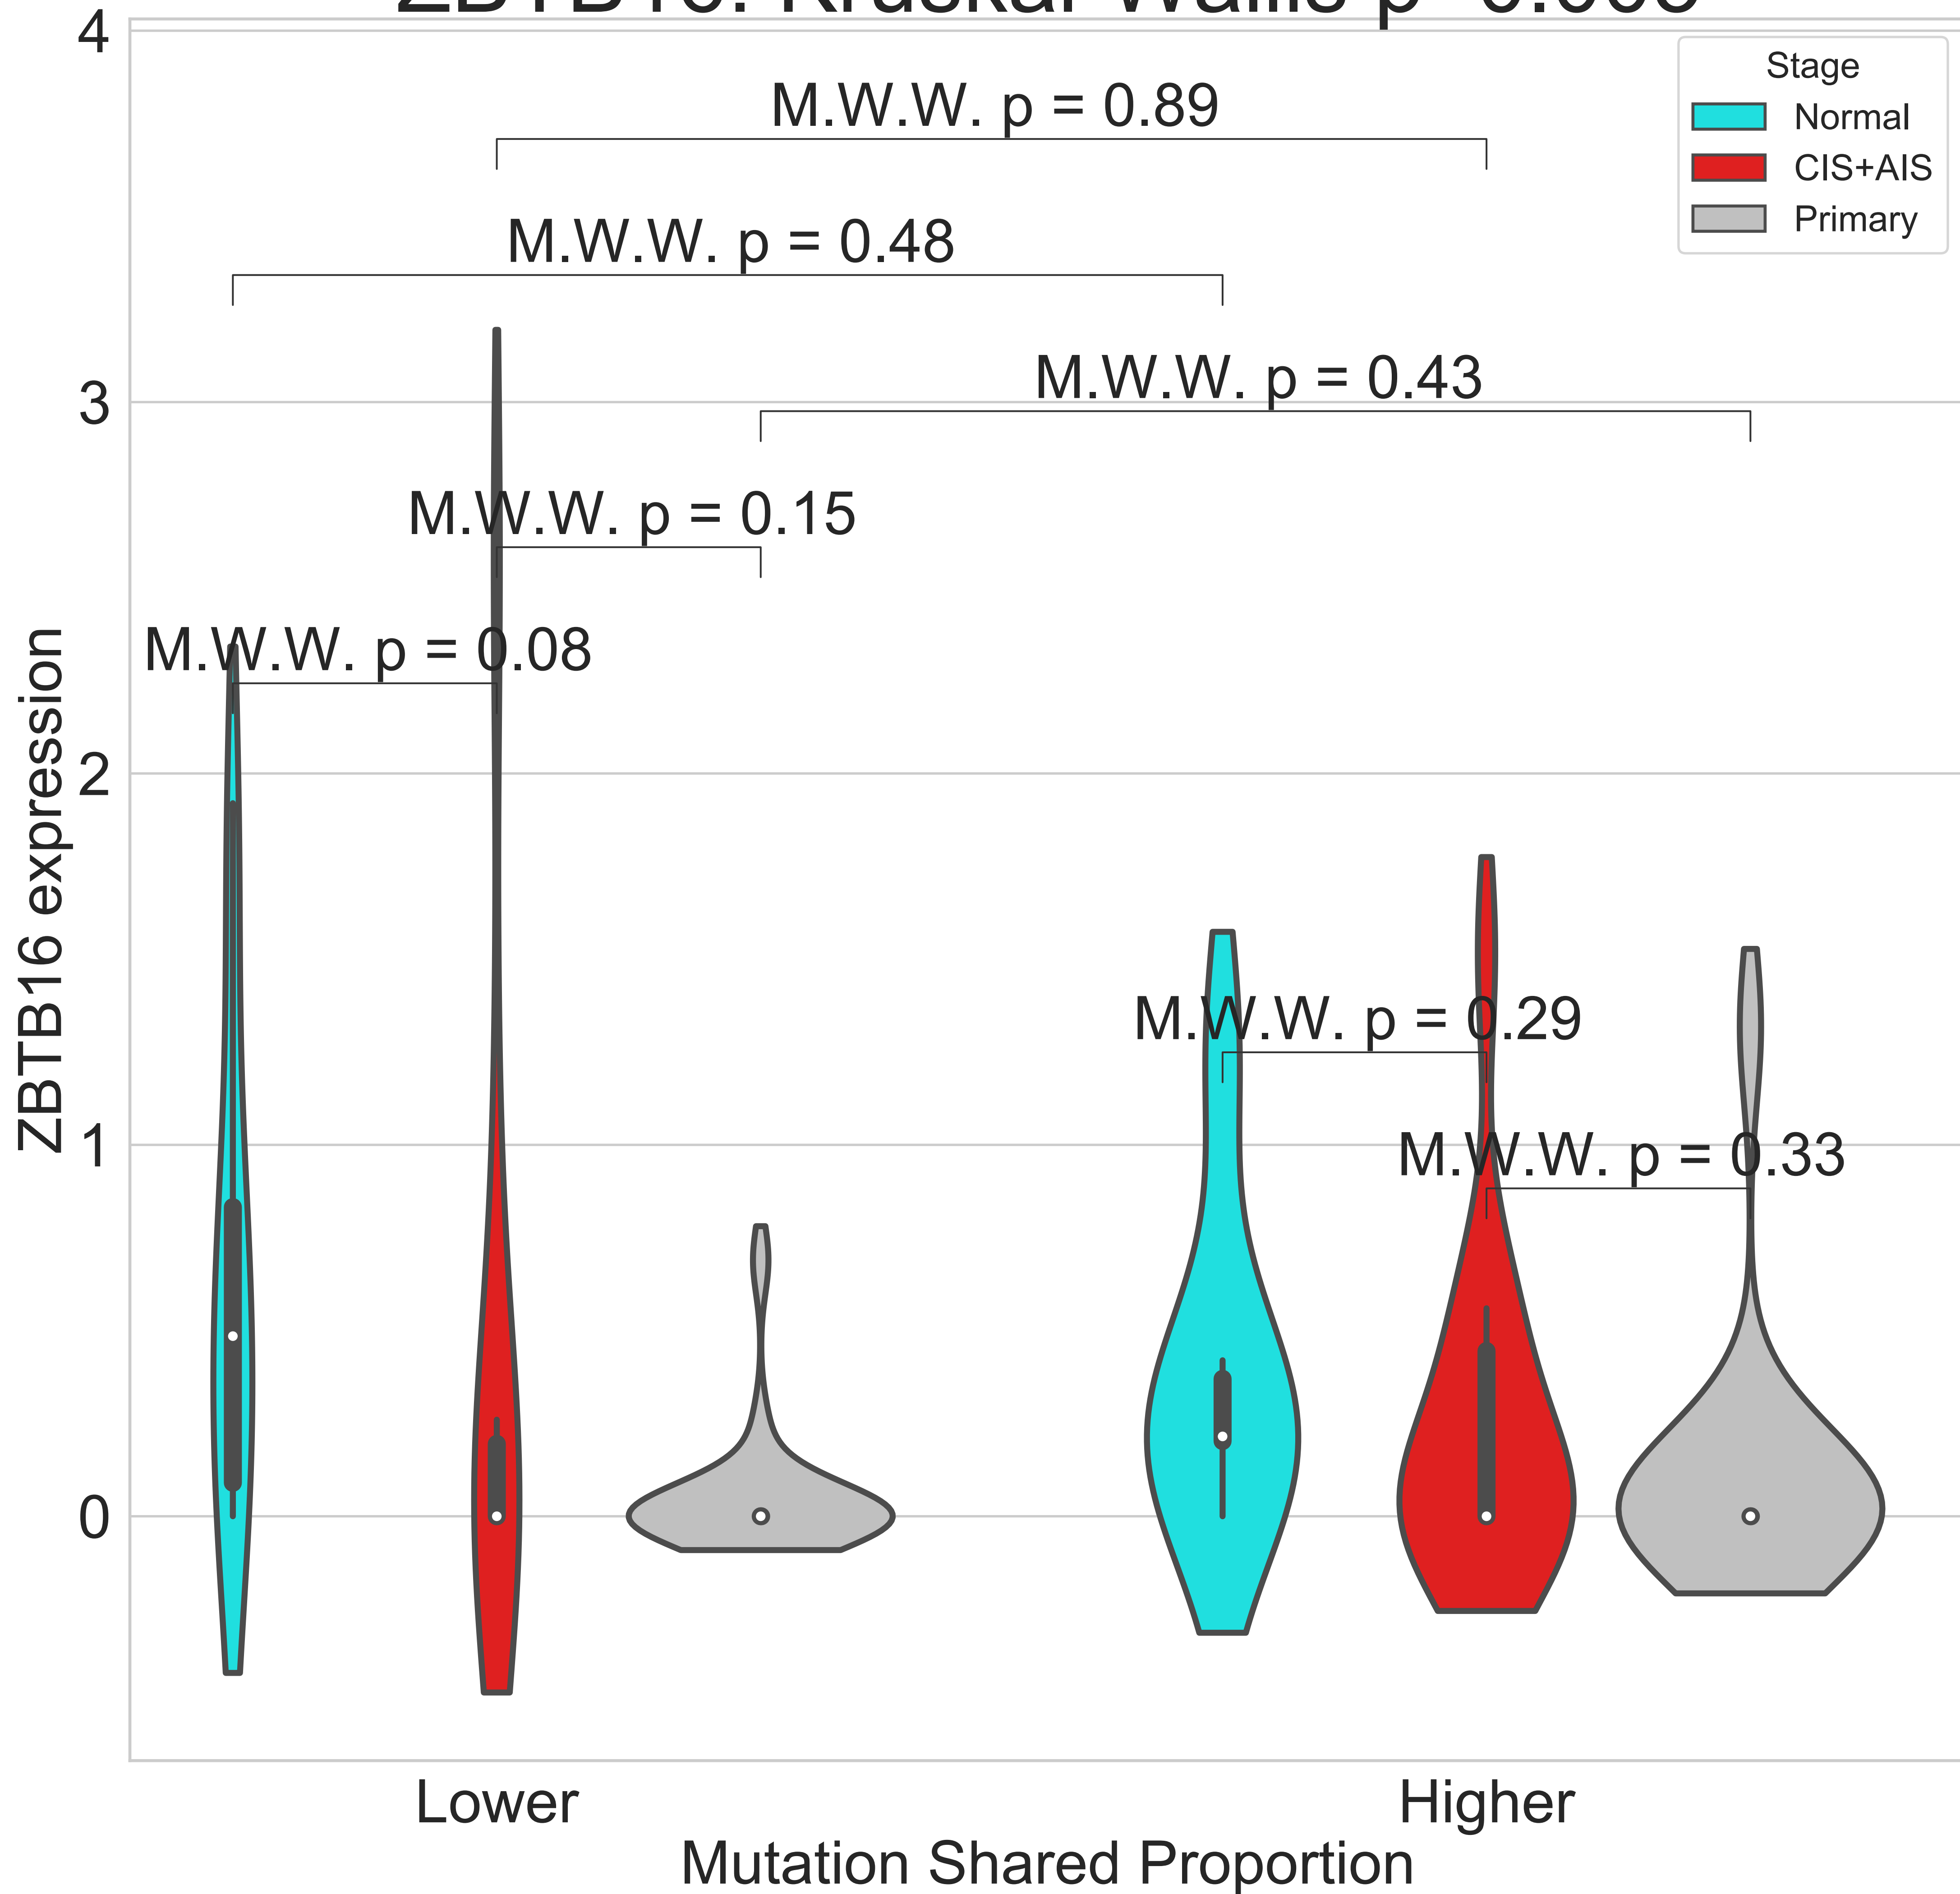 4
M.W.W. p = 0.89
M.W.W. p = 0.48
M.W.W. p = 0.43
3
M.W.W. p = 0.15
M.W.W. p = 0.08
2
M.W.W. p = 0.29
M.W.W. p = 0.33
1
0
Stage
Normal
CIS+AIS
Primary
ZBTB16 expression
Lower
Higher
Mutation Shared Proportion